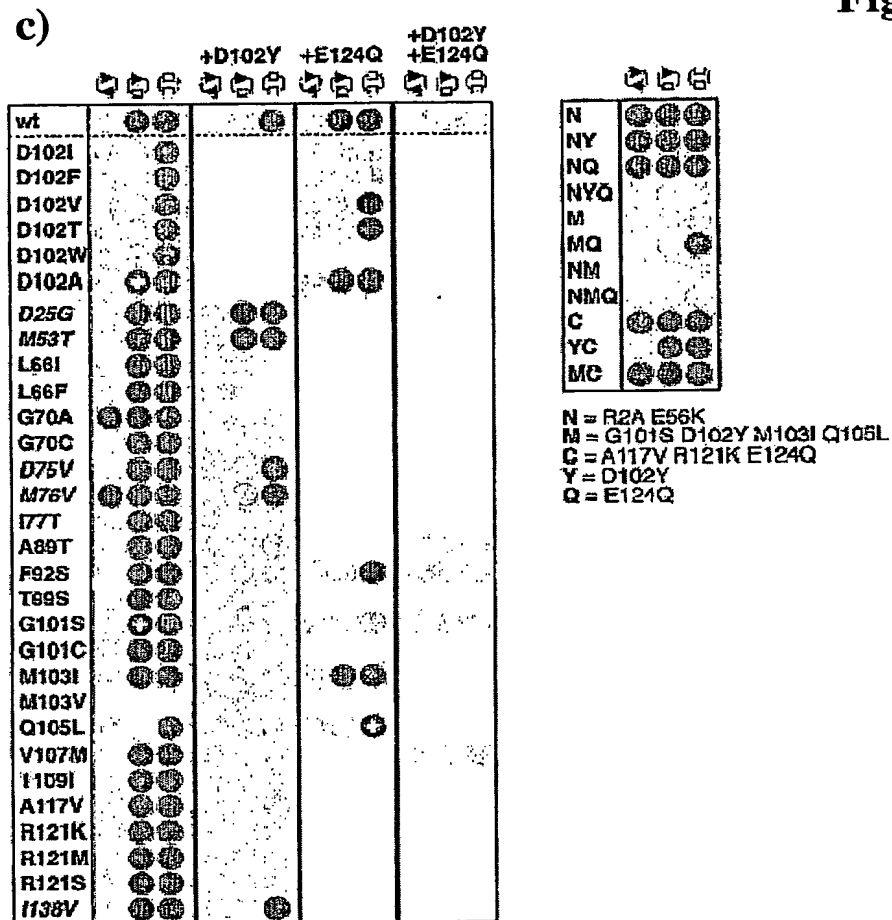 c)
+D102Y +E124Q +D102Y +E124Q
wt
D102I
D102F
D102V
D102T
D102W
D102A
D25G
M53T
L66I
L66F
G70A
G70C
D75V
M76V
I77T
A89T
F92S
T99S
G101S
G101C
M103I
M103V
Q105L
V107M
T109I
A117V
R121K
R121M
R121S
I138V
N
NY
NQ
NYQ
M
MQ
NM
NMQ
C
YC
MC
N = R2A E56K
M = G101S D102Y M103I Q105L
C = A117V R121K E124Q
Y = D102Y
Q = E124Q